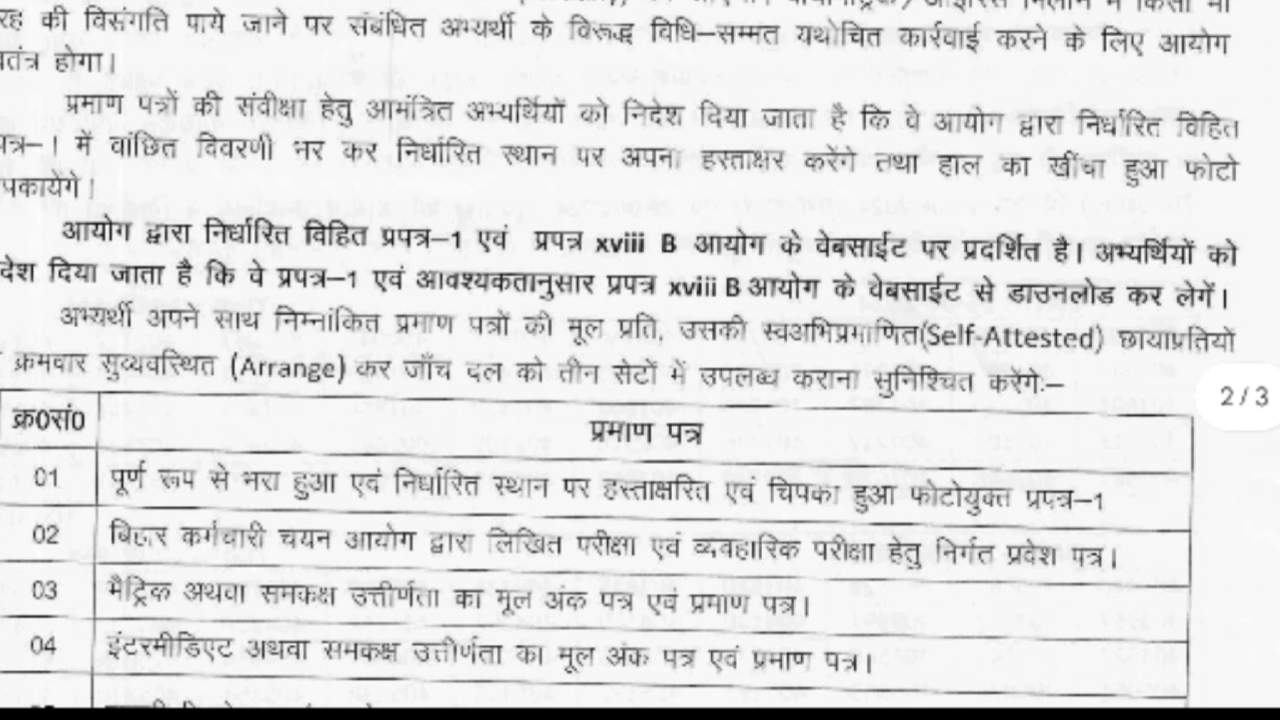 की विसंगति पाये जाने पर संबंधित अभ्यर्थी के विरूद्ध विधि–सम्मत यथोचित कार्रवाई करने के लिए आयोग
होगा।
प्रमाण पत्रों की संवीक्षा हेतु आमंत्रित अभ्यर्थियों को निदेश दिया जाता है कि वे आयोग द्वारा निर्धारित विहित
पत्र–। में वांछित विवरणी भर कर निर्धारित स्थान पर अपना हस्ताक्षर करेंगे तथा हाल का खींचा हुआ फोटो
पकायेंगे।
आयोग द्वारा निर्धारित विहित प्रपत्र–1 एवं प्रपत्र xviii B आयोग के वेबसाईट पर प्रदर्शित है। अभ्यर्थियों को
देश दिया जाता है कि वे प्रपत्र–1 एवं आवश्यकतानुसार प्रपत्र xviii B आयोग के वेबसाईट से डाउनलोड कर लेगें।
अभ्यर्थी अपने साथ निम्नांकित प्रमाण पत्रों की मूल प्रति, उसकी स्वअभिप्रमाणित(Self-Attested) छायाप्रतियों
क्रमवार सुव्यवस्थित (Arrange) कर जाँच दल को तीन सेटों में उपलब्ध कराना सुनिश्चित करेंगे:–
2/3
क्र0सं0 प्रमाण पत्र
01 पूर्ण रूप से भरा हुआ एवं निर्धारित स्थान पर हस्ताक्षरित एवं चिपका हुआ फोटोयुक्त प्रपत्र–1
02 बिहार कर्मचारी चयन आयोग द्वारा लिखित परीक्षा एवं व्यवहारिक परीक्षा हेतु निर्गत प्रवेश पत्र।
03 मैट्रिक अथवा समकक्ष उत्तीर्णता का मूल अंक पत्र एवं प्रमाण पत्र।
04 इंटरमीडिएट अथवा समकक्ष उत्तीर्णता का मूल अंक पत्र एवं प्रमाण पत्र।